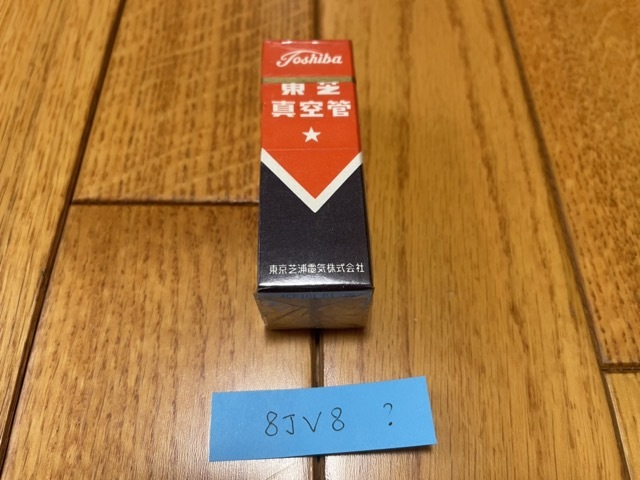 Toshiba
東芝
真空管
東京芝浦電気株式会社
8JV8 ?